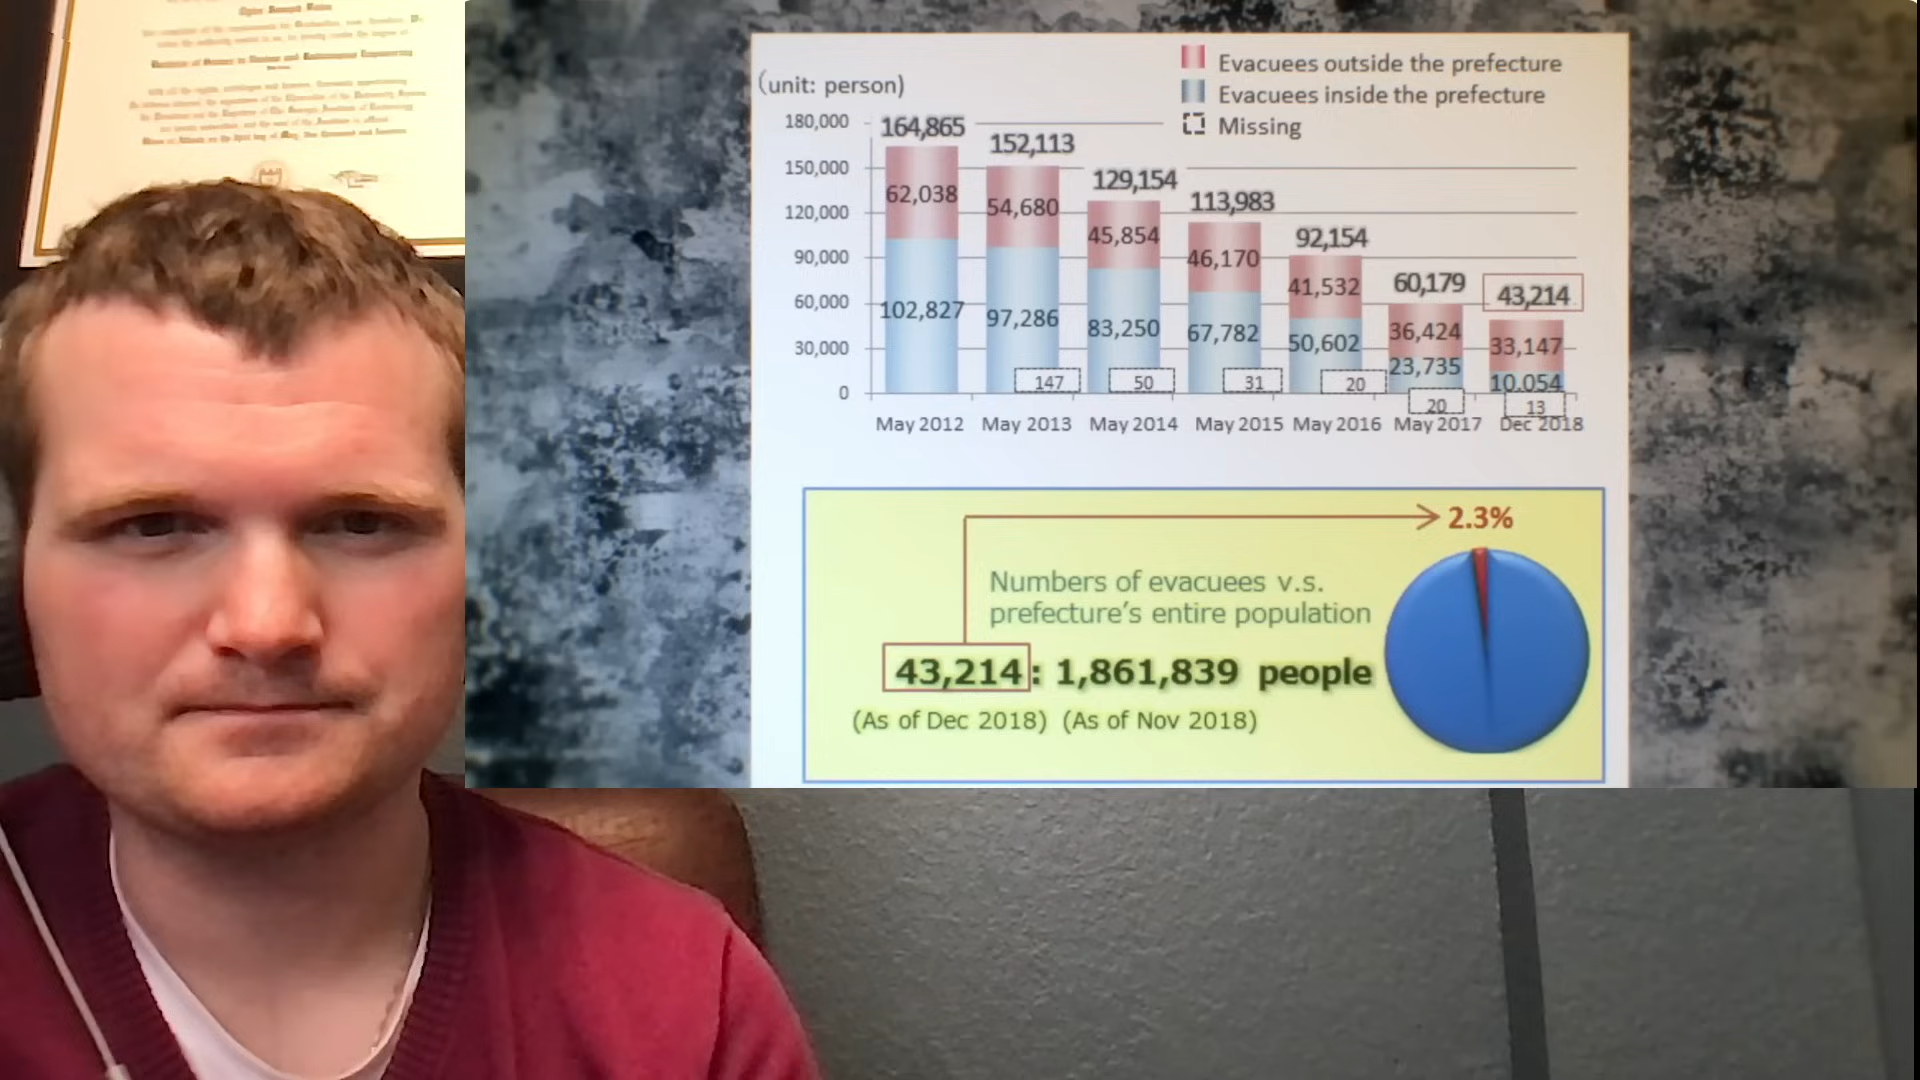 Evacuees outside the prefecture
Evacuees inside the prefecture
Missing
(unit: person)
180,000
150,000
120,000
90,000
60,000
30,000
0
164,865
152,113
129,154
113,983
92,154
60,179
43,214
62,038
54,680
45,854
46,170
41,532
36,424
33,147
102,827
97,286
83,250
67,782
50,602
23,735
10,054
147
50
31
20
20
13
May 2012
May 2013
May 2014
May 2015
May 2016
May 2017
Dec 2018
2.3%
Numbers of evacuees v.s.
prefecture's entire population
43,214 : 1,861,839 people
(As of Dec 2018) (As of Nov 2018)